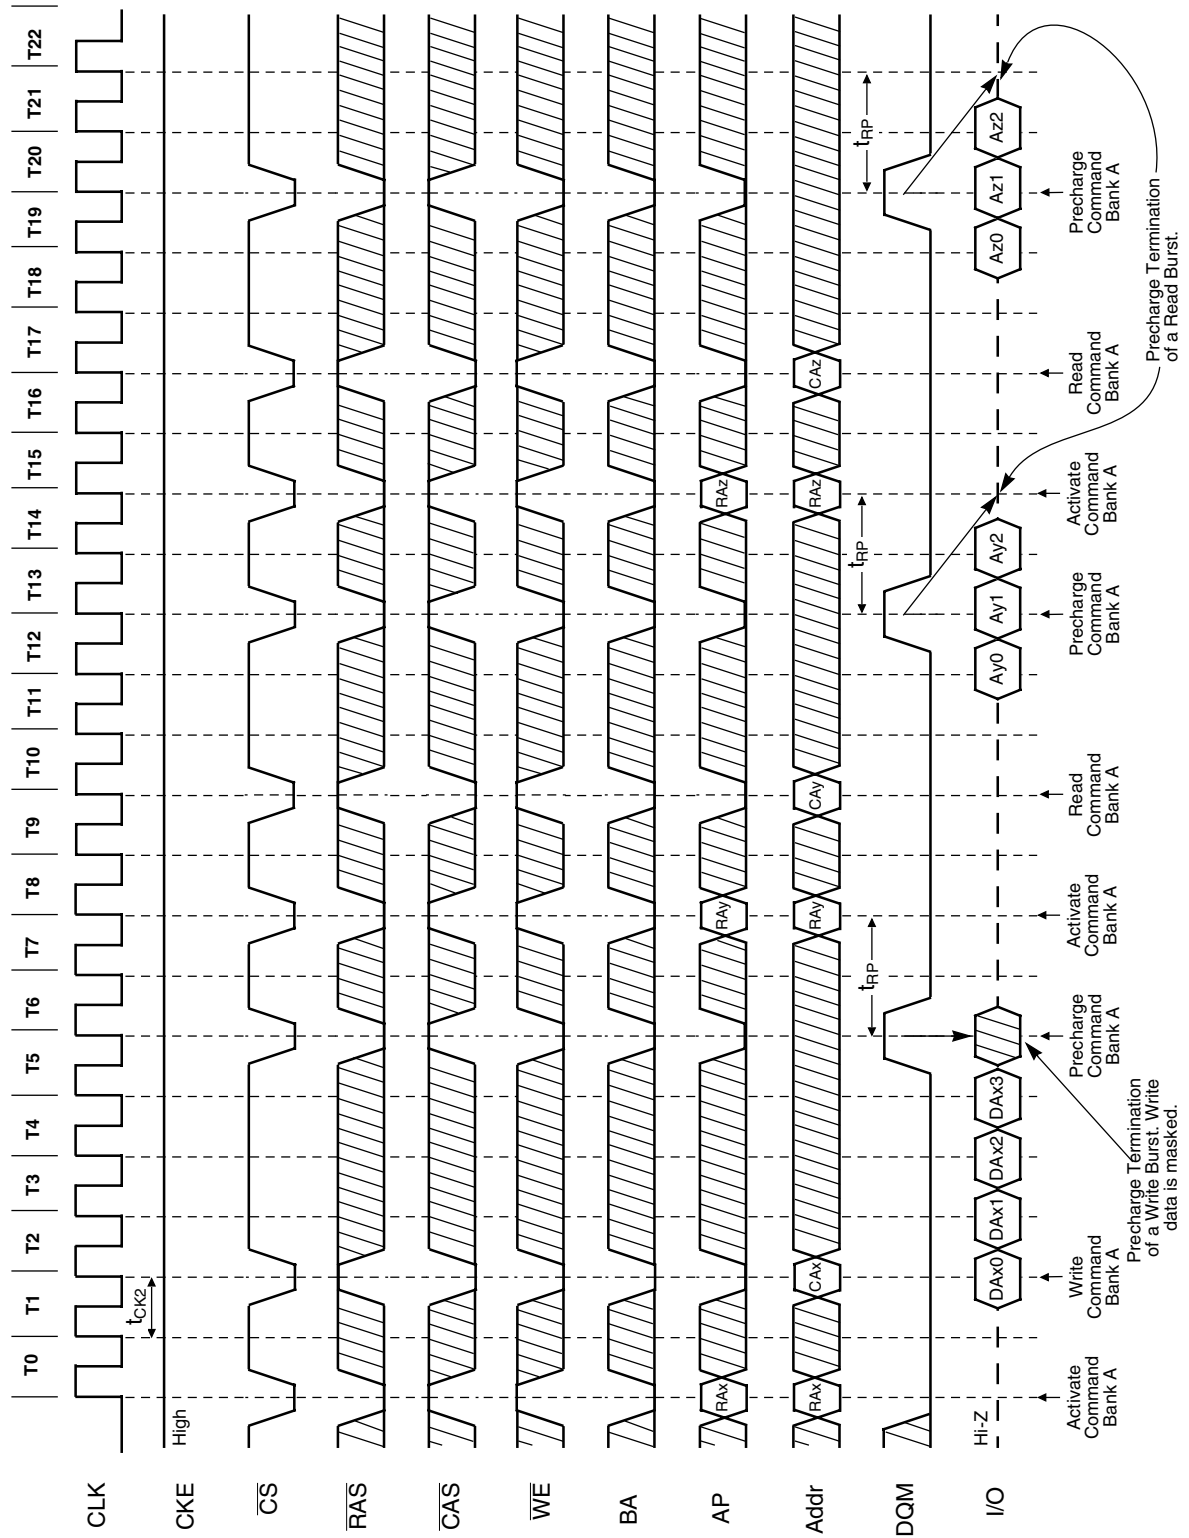 T0 T1 T2 T3 T4 T5 T6 T7 T8 T9 T10 T11 T12 T13 T14 T15 T16 T17 T18 T19 T20 T21 T22
CLK
tCK2
CKE
High
CS
RAS
CAS
WE
BA
AP
RAx RAy RAz
Addr
RAx CAx RAy CAy RAz CAz
tRP tRP tRP
DQM
I/O
Hi-Z
DAx0 DAx1 DAx2 DAx3 Ay0 Ay1 Ay2 Az0 Az1 Az2
Activate
Command
Bank A
Write
Command
Bank A
Precharge
Command
Bank A
Activate
Command
Bank A
Read
Command
Bank A
Precharge
Command
Bank A
Activate
Command
Bank A
Read
Command
Bank A
Precharge
Command
Bank A
Precharge Termination
of a Write Burst. Write
data is masked.
Precharge Termination
of a Read Burst.